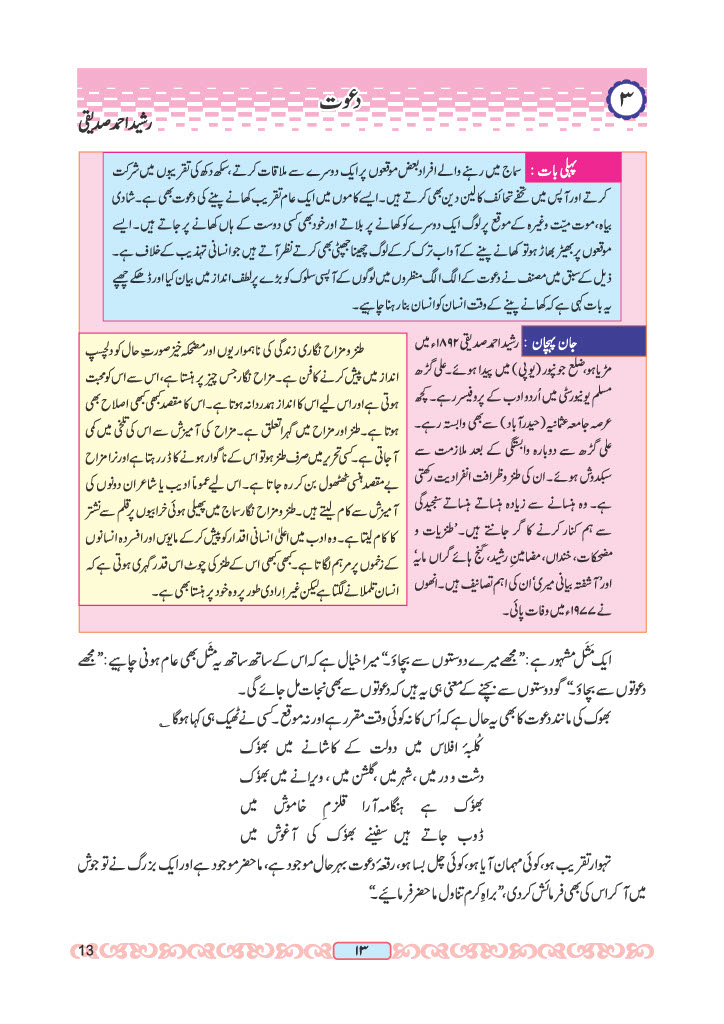 ۳
دعوت
رشید احمد صدیقی
پہلی بات : سماج میں رہنے والے افراد بعض موقعوں پر ایک دوسرے سے ملاقات کرتے، سکھ دکھ کی تقریبوں میں شرکت
کرتے اور آپس میں تحفے تحائف کا لین دین بھی کرتے ہیں۔ ایسے کاموں میں ایک عام تقریب کھانے پینے کی دعوت بھی ہے۔ شادی
بیاہ، موت میّت وغیرہ کے موقع پر لوگ ایک دوسرے کو کھانے پر بلاتے اور خود بھی کسی دوست کے ہاں کھانے پر جاتے ہیں۔ ایسے
موقعوں پر بھیڑ بھاڑ ہو تو کھانے پینے کے آداب ترک کر کے لوگ چھینا جھپٹی بھی کرتے نظر آتے ہیں جو انسانی تہذیب کے خلاف ہے۔
ذیل کے سبق میں مصنف نے دعوت کے الگ الگ منظروں میں لوگوں کے آپسی سلوک کو بڑے پر لطف انداز میں بیان کیا اور ڈھکے چھپے
یہ بات کہی ہے کہ کھانے پینے کے وقت انسان کو انسان بنا رہنا چاہیے۔
جان پہچان : رشید احمد صدیقی ۱۸۹۲ء میں
مڑیاہو، ضلع جونپور (یوپی) میں پیدا ہوئے۔ علی گڑھ
مسلم یونیورسٹی میں اُردو ادب کے پروفیسر رہے۔ کچھ
عرصہ جامعہ عثمانیہ (حیدرآباد) سے بھی وابستہ رہے۔
علی گڑھ سے دوبارہ وابستگی کے بعد ملازمت سے
سبکدوش ہوئے۔ ان کی طنز و ظرافت انفرادیت رکھتی
ہے۔ وہ ہنسانے سے زیادہ ہنساتے ہنساتے سنجیدگی
سے ہم کنار کرنے کا گر جانتے ہیں۔ ’طنزیات و
مضحکات، خنداں، مضامینِ رشید، گنج ہائے گراں مایہ‘
اور ’آشفتہ بیانی میری‘ اُن کی اہم تصانیف ہیں۔ انھوں
نے ۱۹۷۷ء میں وفات پائی۔
طنز و مزاح نگاری زندگی کی ناہمواریوں اور مضحکہ خیز صورتِ حال کو دلچسپ
انداز میں پیش کرنے کا فن ہے۔ مزاح نگار جس چیز پر ہنستا ہے، اس سے اس کو محبت
ہوتی ہے اور اس لیے اس کا انداز ہمدردانہ ہوتا ہے۔ اس کا مقصد کبھی کبھی اصلاح بھی
ہوتا ہے۔ طنز اور مزاح میں گہرا تعلق ہے۔ مزاح کی آمیزش سے اس کی تلخی میں کمی
آ جاتی ہے۔ کسی تحریر میں صرف طنز ہو تو اس کے ناگوار ہونے کا ڈر رہتا ہے اور نرا مزاح
بے مقصد ہنسی ٹھٹھول بن کر رہ جاتا ہے۔ اس لیے عموماً ادیب یا شاعر ان دونوں کی
آمیزش سے کام لیتے ہیں۔ طنز و مزاح نگار سماج میں پھیلی ہوئی خرابیوں پر قلم سے نشتر
کا کام لیتا ہے۔ وہ ادب میں اعلیٰ انسانی اقدار کو پیش کر کے مایوس اور افسردہ انسانوں
کے زخموں پر مرہم لگاتا ہے۔ کبھی کبھی اس کے طنز کی چوٹ اس قدر گہری ہوتی ہے کہ
انسان تلملانے لگتا ہے لیکن غیر ارادی طور پر وہ خود پر ہنستا بھی ہے۔
ایک مَثَل مشہور ہے : ”مجھے میرے دوستوں سے بچاؤ۔“ میرا خیال ہے کہ اس کے ساتھ ساتھ یہ مثَل بھی عام ہونی چاہیے : ”مجھے
دعوتوں سے بچاؤ۔“ گو دوستوں سے بچنے کے معنی ہی یہ ہیں کہ دعوتوں سے بھی نجات مل جائے گی۔
بھوک کی مانند دعوت کا بھی یہ حال ہے کہ اُس کا نہ کوئی وقت مقرر ہے اور نہ موقع۔ کسی نے ٹھیک ہی کہا ہوگا ؎
کُلبۂ افلاس میں دولت کے کاشانے میں بھوٗک
دشت و در میں، شہر میں، گلشن میں، ویرانے میں بھوٗک
بھوٗک ہے ہنگامہ آرا قلزمِ خاموش میں
ڈوب جاتے ہیں سفینے بھوٗک کی آغوش میں
تہوار تقریب ہو، کوئی مہمان آیا ہو، کوئی چل بسا ہو، رقعۂ دعوت بہر حال موجود ہے، ماحضر موجود ہے اور ایک بزرگ نے تو جوش
میں آ کر اس کی بھی فرمائش کر دی، ”براہِ کرم تناول ماحضر فرمائیے۔“
۱۳
13